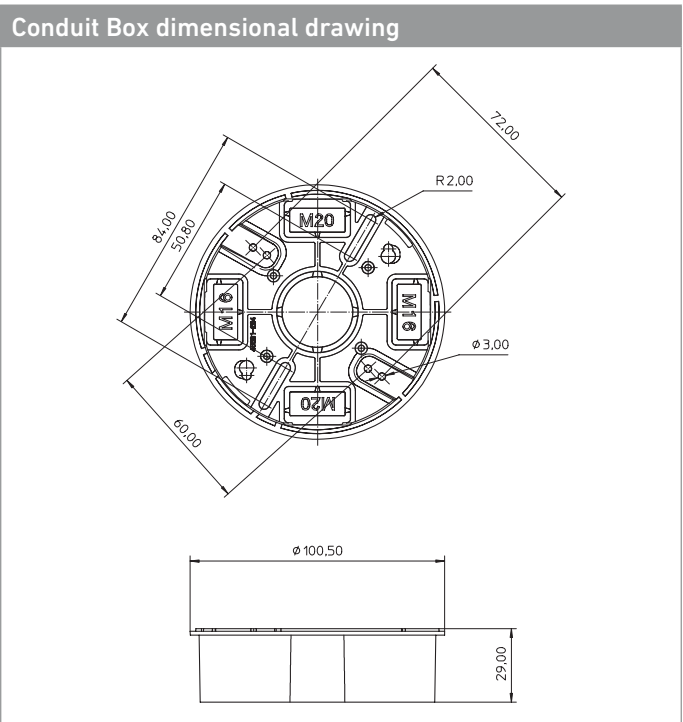 Conduit Box dimensional drawing
72,00
R2,00
84,00
50,80
M20
M16
M16
Ø3,00
M20
60,00
Ø100,50
29,00